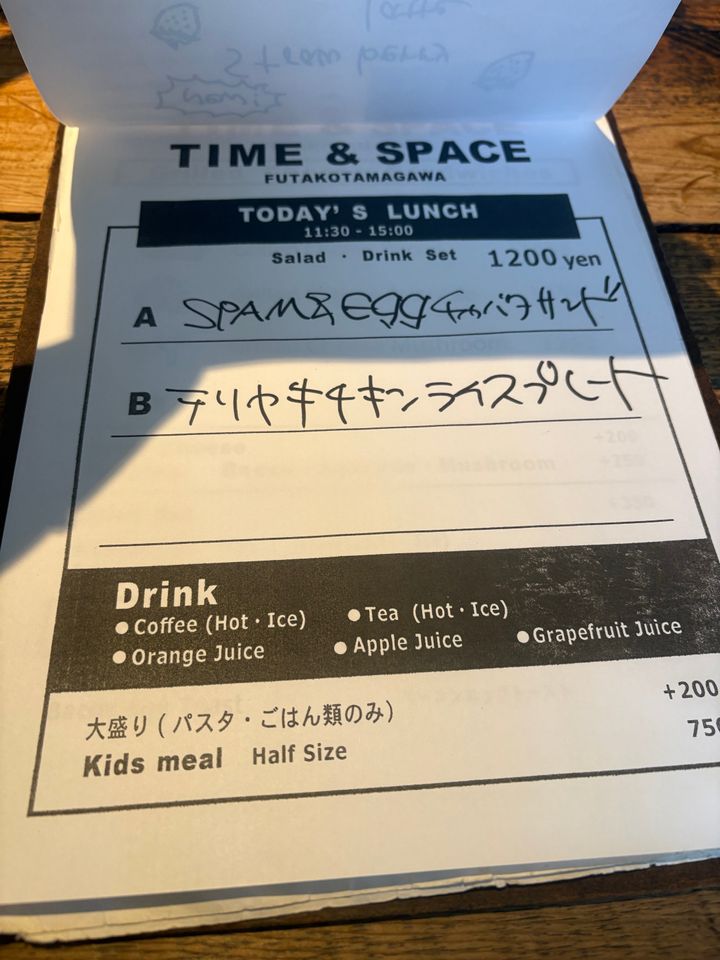 TIME & SPACE
FUTAKOTAMAGAWA
TODAY'S LUNCH
11:30 - 15:00
Salad・Drink Set 1200 yen
A SPAM&Eggチャバタサンド
B テリヤキチキンライスプレート
Drink
●Coffee (Hot・Ice) ●Tea (Hot・Ice)
●Orange Juice ●Apple Juice ●Grapefruit Juice
大盛り(パスタ・ごはん類のみ) +200
Kids meal Half Size 750